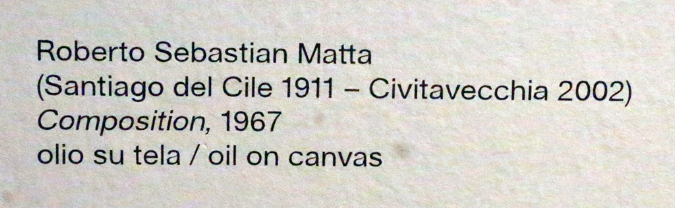 Roberto Sebastian Matta
(Santiago del Cile 1911 – Civitavecchia 2002)
Composition, 1967
olio su tela / oil on canvas